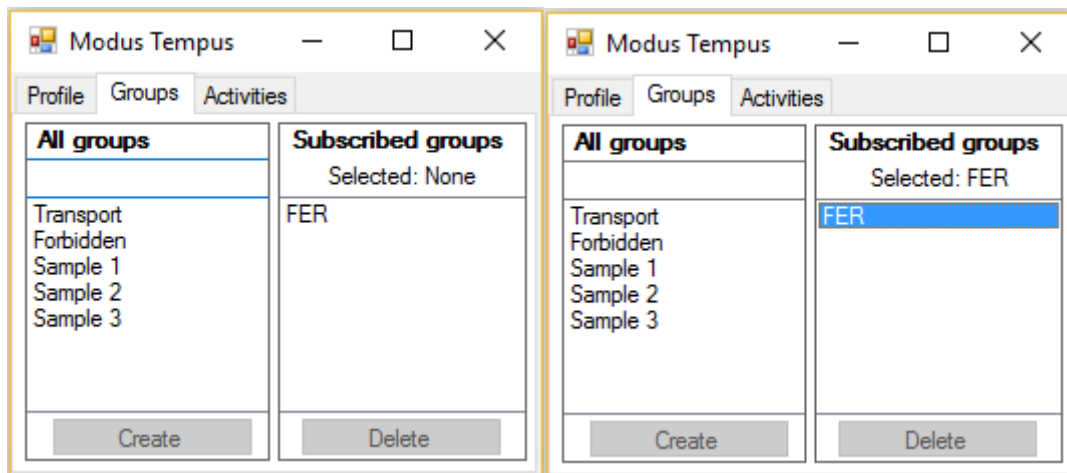 Modus Tempus
Profile Groups Activities
All groups
Transport
Forbidden
Sample 1
Sample 2
Sample 3
Create
Subscribed groups
Selected: None
FER
Delete
Modus Tempus
Profile Groups Activities
All groups
Transport
Forbidden
Sample 1
Sample 2
Sample 3
Create
Subscribed groups
Selected: FER
FER
Delete